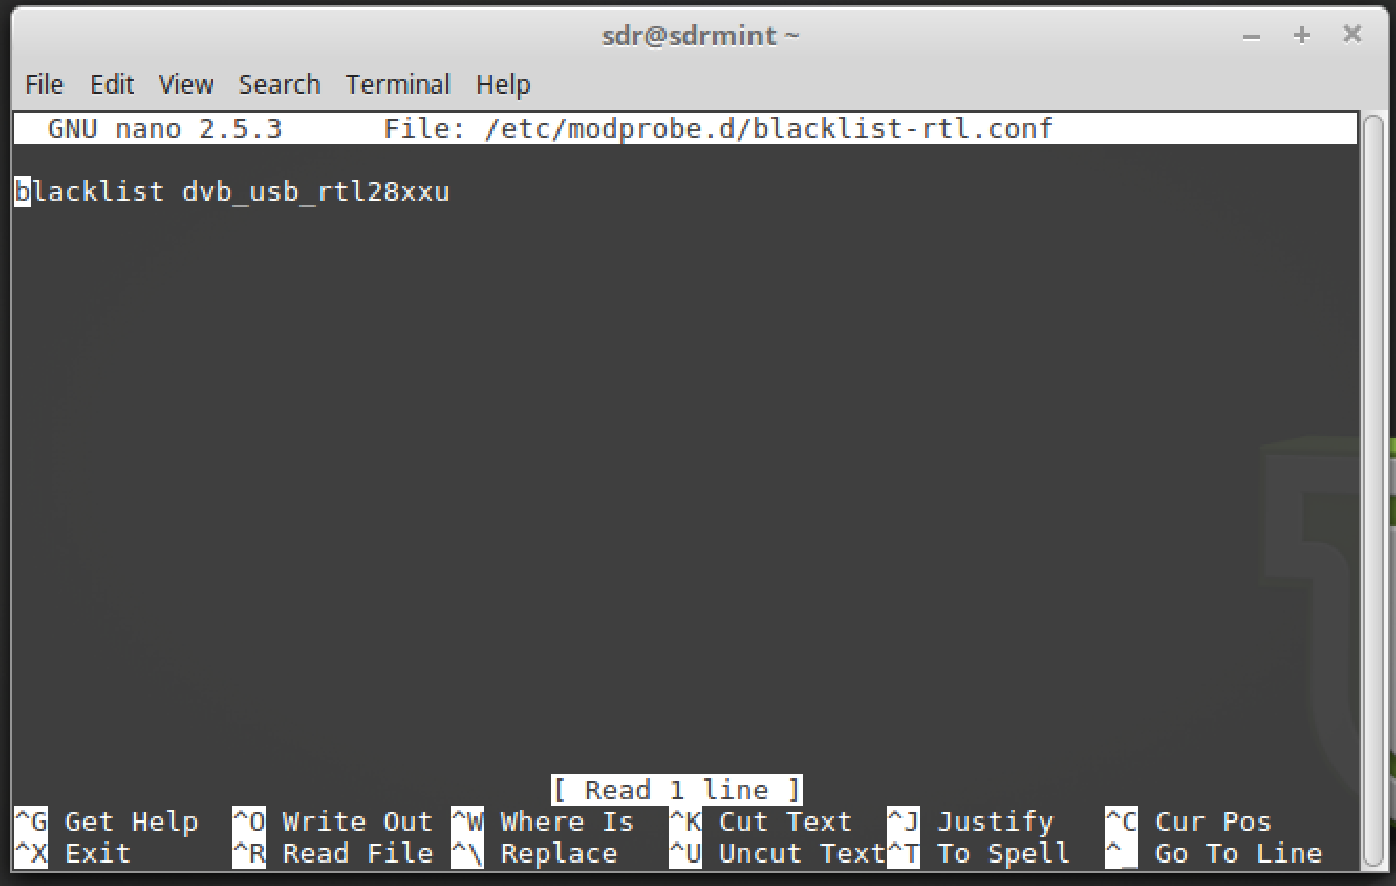 sdr@sdrmint ~
File Edit View Search Terminal Help
GNU nano 2.5.3 File: /etc/modprobe.d/blacklist-rtl.conf
blacklist dvb_usb_rtl28xxu
[ Read 1 line ]
^G Get Help ^O Write Out ^W Where Is ^K Cut Text ^J Justify ^C Cur Pos
^X Exit ^R Read File ^\ Replace ^U Uncut Text^T To Spell ^_ Go To Line